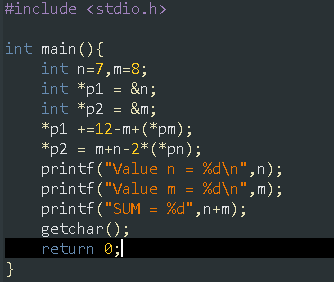 #include <stdio.h>
int main(){
int n=7,m=8;
int *p1 = &n;
int *p2 = &m;
*p1 +=12-m+(*pm);
*p2 = m+n-2*(*pn);
printf("Value n = %d\n",n);
printf("Value m = %d\n",m);
printf("SUM = %d",n+m);
getchar();
return 0;
}